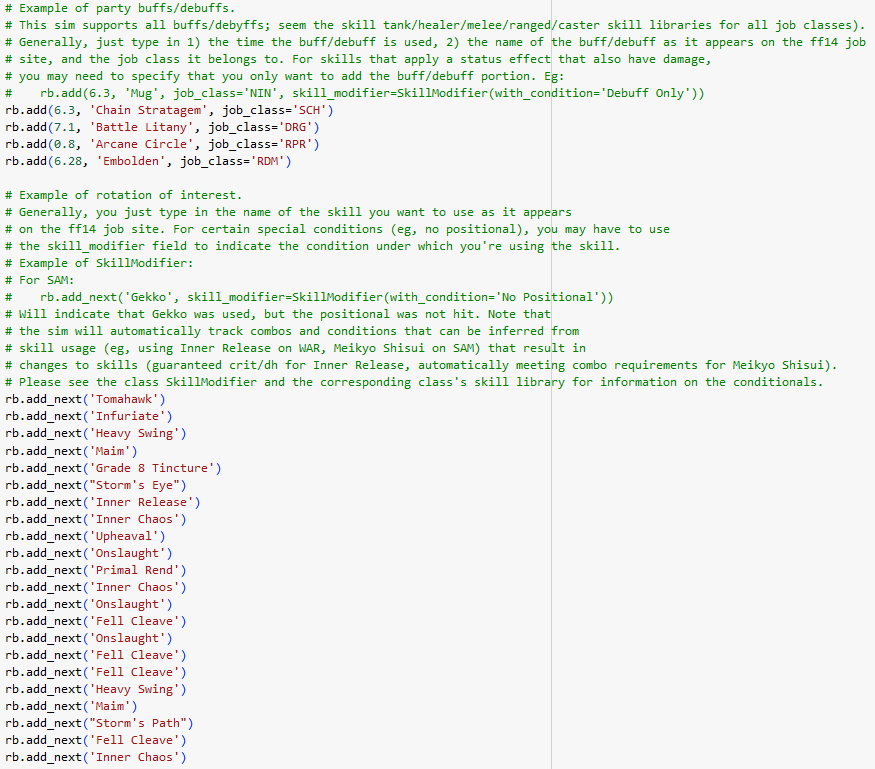 # Example of party buffs/debuffs.
# This sim supports all buffs/debyffs; seem the skill tank/healer/melee/ranged/caster skill libraries for all job classes).
# Generally, just type in 1) the time the buff/debuff is used, 2) the name of the buff/debuff as it appears on the ff14 job
# site, and the job class it belongs to. For skills that apply a status effect that also have damage,
# you may need to specify that you only want to add the buff/debuff portion. Eg:
#    rb.add(6.3, 'Mug', job_class='NIN', skill_modifier=SkillModifier(with_condition='Debuff Only'))
rb.add(6.3, 'Chain Stratagem', job_class='SCH')
rb.add(7.1, 'Battle Litany', job_class='DRG')
rb.add(0.8, 'Arcane Circle', job_class='RPR')
rb.add(6.28, 'Embolden', job_class='RDM')

# Example of rotation of interest.
# Generally, you just type in the name of the skill you want to use as it appears
# on the ff14 job site. For certain special conditions (eg, no positional), you may have to use
# the skill_modifier field to indicate the condition under which you're using the skill.
# Example of SkillModifier:
# For SAM:
#    rb.add_next('Gekko', skill_modifier=SkillModifier(with_condition='No Positional'))
# Will indicate that Gekko was used, but the positional was not hit. Note that
# the sim will automatically track combos and conditions that can be inferred from
# skill usage (eg, using Inner Release on WAR, Meikyo Shisui on SAM) that result in
# changes to skills (guaranteed crit/dh for Inner Release, automatically meeting combo requirements for Meikyo Shisui).
# Please see the class SkillModifier and the corresponding class's skill library for information on the conditionals.
rb.add_next('Tomahawk')
rb.add_next('Infuriate')
rb.add_next('Heavy Swing')
rb.add_next('Maim')
rb.add_next('Grade 8 Tincture')
rb.add_next("Storm's Eye")
rb.add_next('Inner Release')
rb.add_next('Inner Chaos')
rb.add_next('Upheaval')
rb.add_next('Onslaught')
rb.add_next('Primal Rend')
rb.add_next('Inner Chaos')
rb.add_next('Onslaught')
rb.add_next('Fell Cleave')
rb.add_next('Onslaught')
rb.add_next('Fell Cleave')
rb.add_next('Fell Cleave')
rb.add_next('Heavy Swing')
rb.add_next('Maim')
rb.add_next("Storm's Path")
rb.add_next('Fell Cleave')
rb.add_next('Inner Chaos')